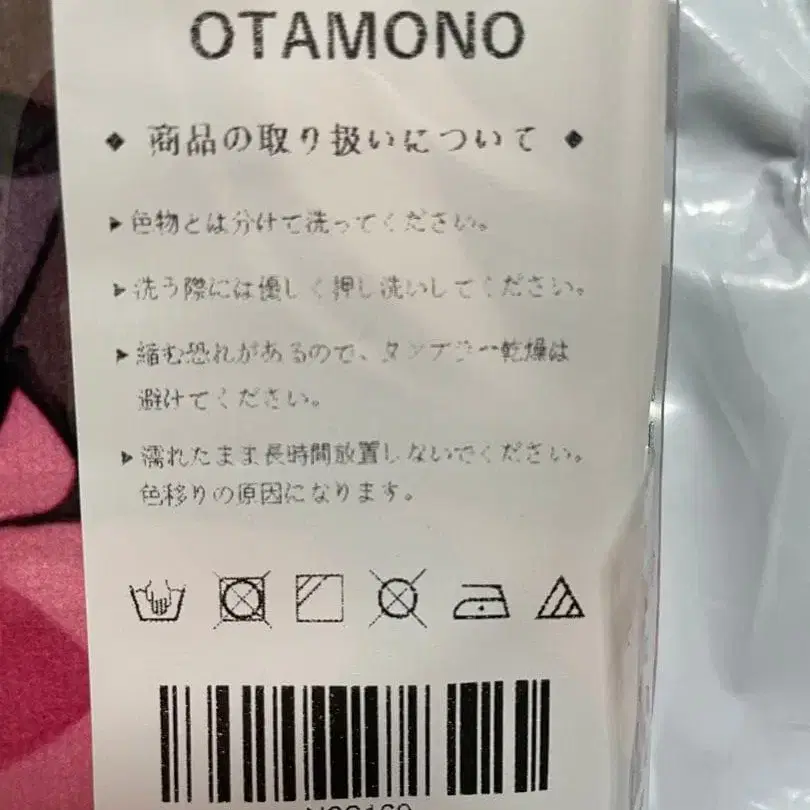 OTAMONO
◆ 商品の取り扱いについて ◆
▶色物とは分けて洗ってください。
▶洗う際には優しく押し洗いしてください。
▶縮む恐れがあるので、タンブラー乾燥は
避けてください。
▶濡れたまま長時間放置しないでください。
色移りの原因になります。